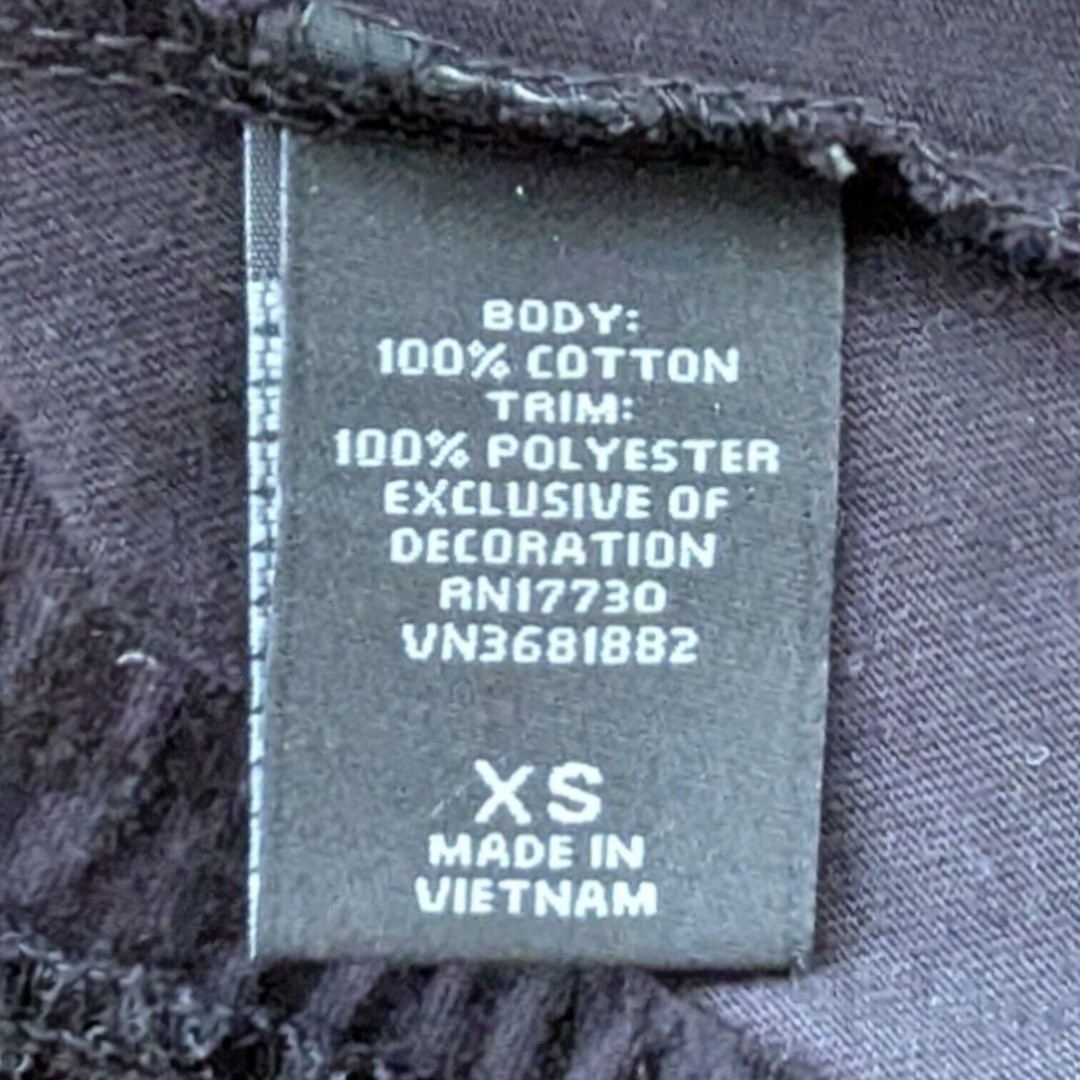 BODY:
100% COTTON
TRIM:
100% POLYESTER
EXCLUSIVE OF
DECORATION
RN17730
VN3681882
XS
MADE IN
VIETNAM